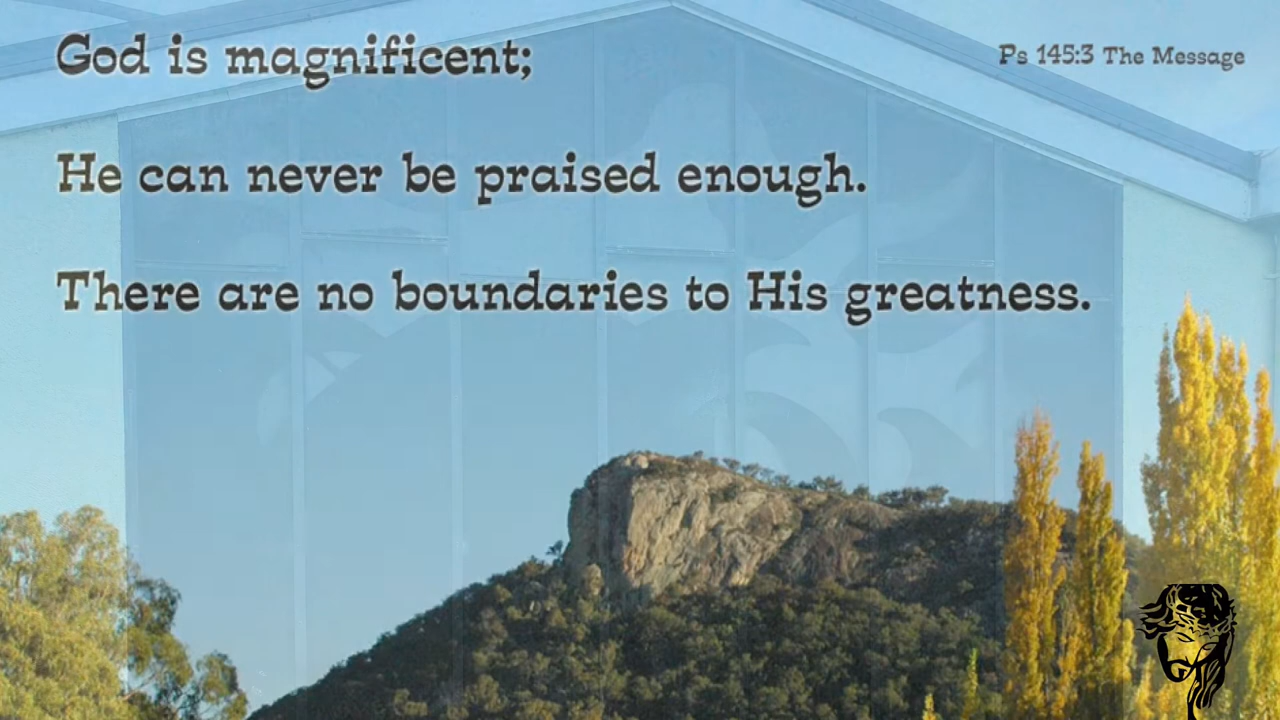 God is magnificent;
Ps 145:3 The Message
He can never be praised enough.
There are no boundaries to His greatness.